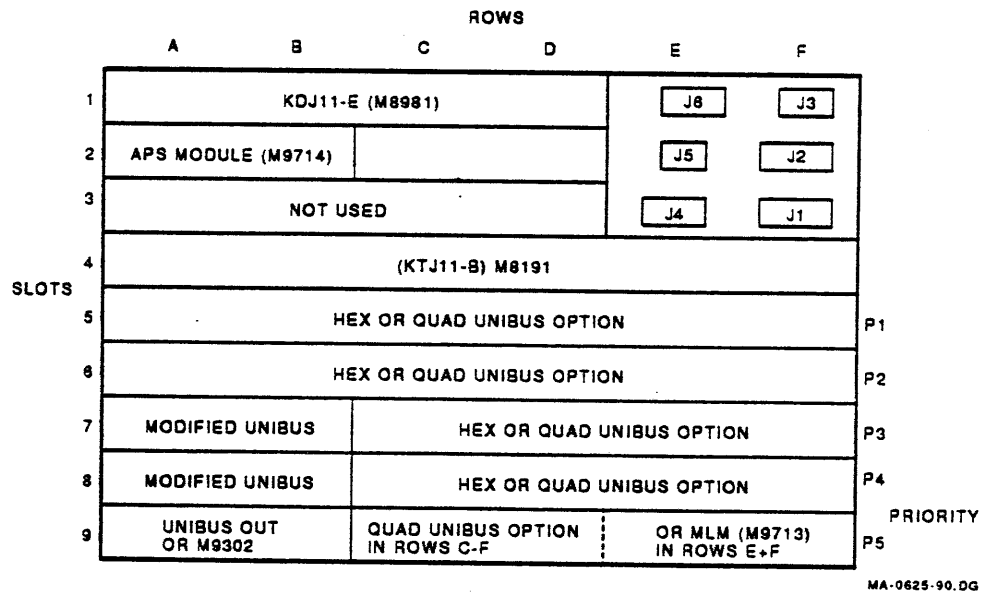 ROWS
A B C D E F
1 KDJ11-E (M8981) J6 J3
2 APS MODULE (M9714) J5 J2
3 NOT USED J4 J1
4 (KTJ11-B) M8191
SLOTS
5 HEX OR QUAD UNIBUS OPTION P1
6 HEX OR QUAD UNIBUS OPTION P2
7 MODIFIED UNIBUS HEX OR QUAD UNIBUS OPTION P3
8 MODIFIED UNIBUS HEX OR QUAD UNIBUS OPTION P4
PRIORITY
9 UNIBUS OUT OR M9302 QUAD UNIBUS OPTION IN ROWS C-F OR MLM (M9713) IN ROWS E+F P5
MA-0625-90.DG